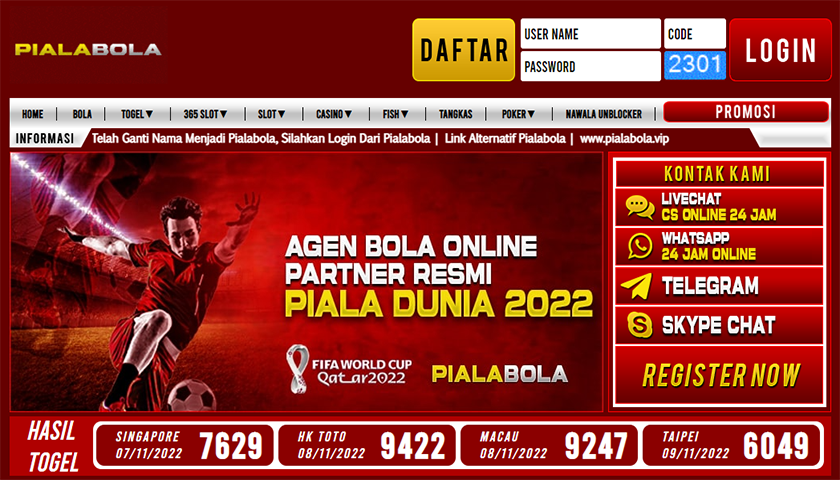 PIALABOLA
DAFTAR
USER NAME
CODE
PASSWORD
2301
LOGIN
HOME BOLA TOGEL▼ 365 SLOT▼ SLOT▼ CASINO▼ FISH▼ TANGKAS POKER▼ NAWALA UNBLOCKER
PROMOSI
INFORMASI
Telah Ganti Nama Menjadi Pialabola, Silahkan Login Dari Pialabola | Link Alternatif Pialabola | www.pialabola.vip
AGEN BOLA ONLINE
PARTNER RESMI
PIALA DUNIA 2022
FIFA WORLD CUP
Qatar2022
PIALABOLA
KONTAK KAMI
LIVECHAT
CS ONLINE 24 JAM
WHATSAPP
24 JAM ONLINE
TELEGRAM
SKYPE CHAT
REGISTER NOW
HASIL
TOGEL
SINGAPORE
07/11/2022
7629
HK TOTO
08/11/2022
9422
MACAU
08/11/2022
9247
TAIPEI
09/11/2022
6049